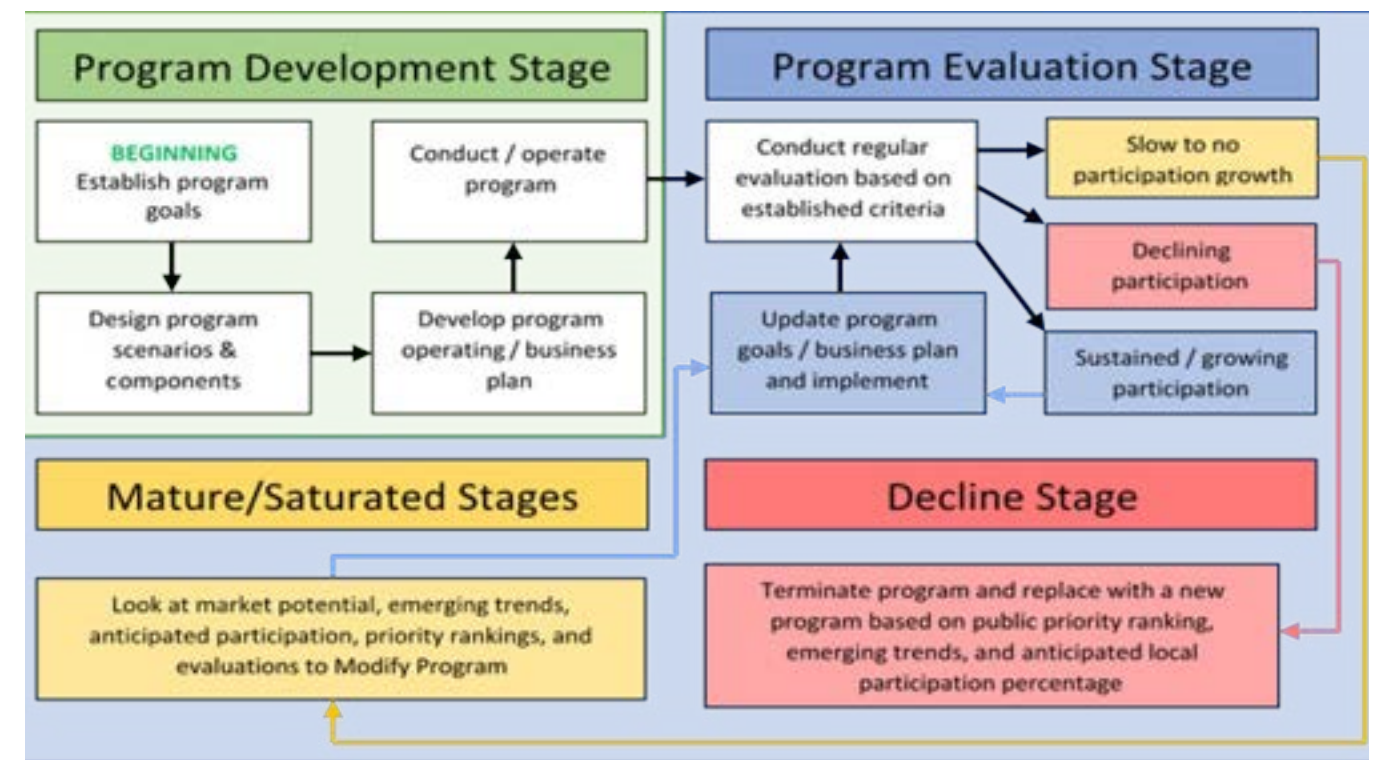 Program Development Stage
BEGINNING
Establish program
goals
Design program
scenarios &
components
Develop program
operating / business
plan
Conduct / operate
program
Program Evaluation Stage
Conduct regular
evaluation based on
established criteria
Slow to no
participation growth
Declining
participation
Sustained / growing
participation
Update program
goals / business plan
and implement
Mature/Saturated Stages
Look at market potential, emerging trends,
anticipated participation, priority rankings, and
evaluations to Modify Program
Decline Stage
Terminate program and replace with a new
program based on public priority ranking,
emerging trends, and anticipated local
participation percentage